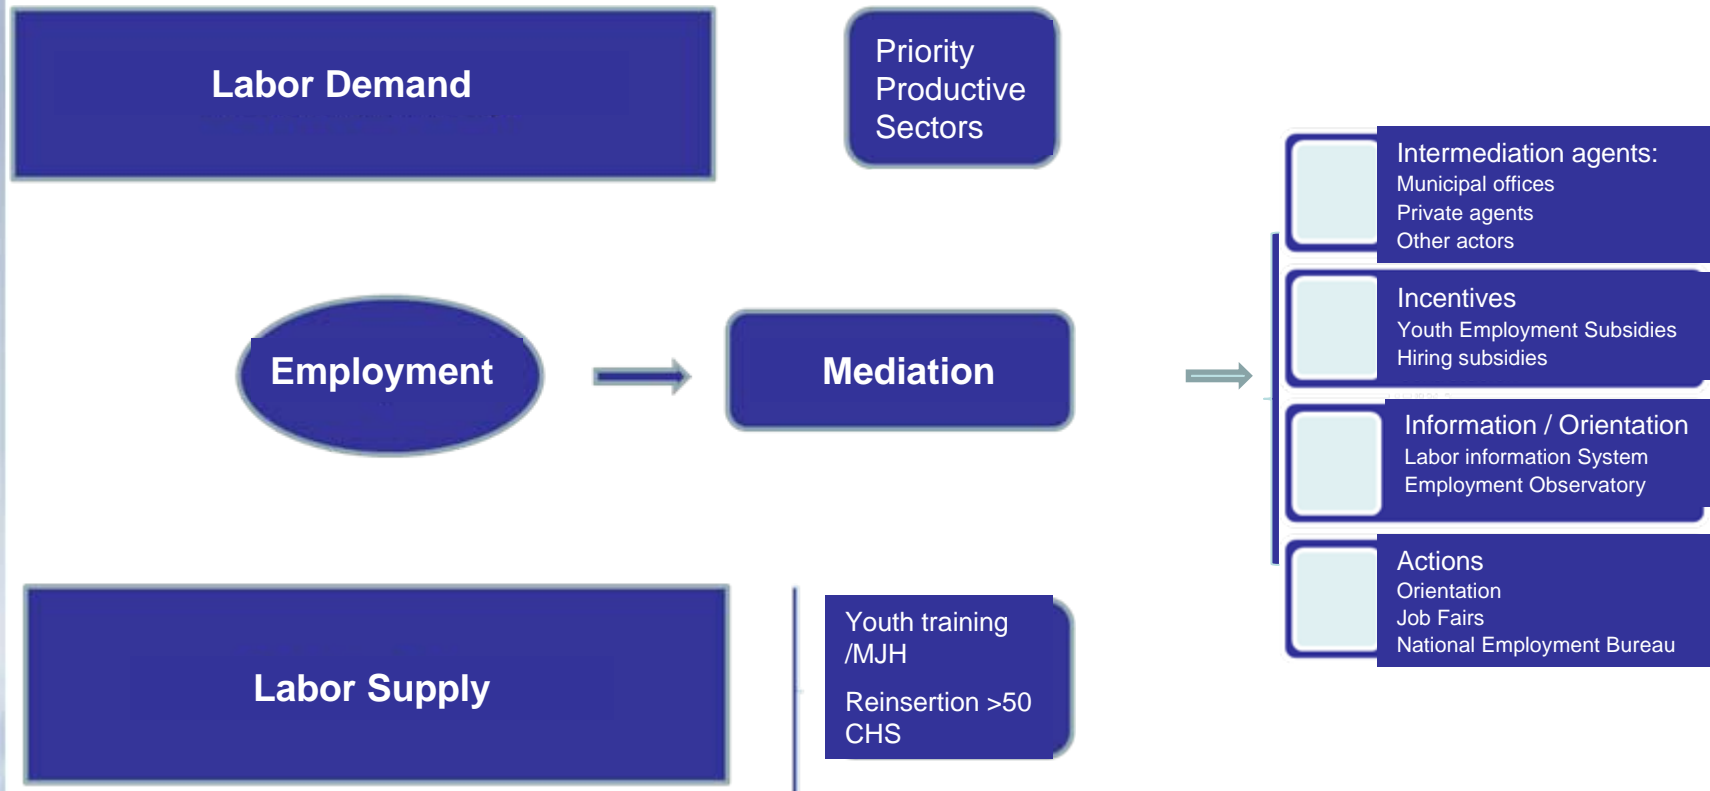 Labor Demand
Priority
Productive
Sectors
Intermediation agents:
Municipal offices
Private agents
Other actors
Incentives
Youth Employment Subsidies
Hiring subsidies
Employment
Mediation
Information / Orientation
Labor information System
Employment Observatory
Actions
Orientation
Job Fairs
National Employment Bureau
Labor Supply
Youth training
/MJH
Reinsertion >50
CHS